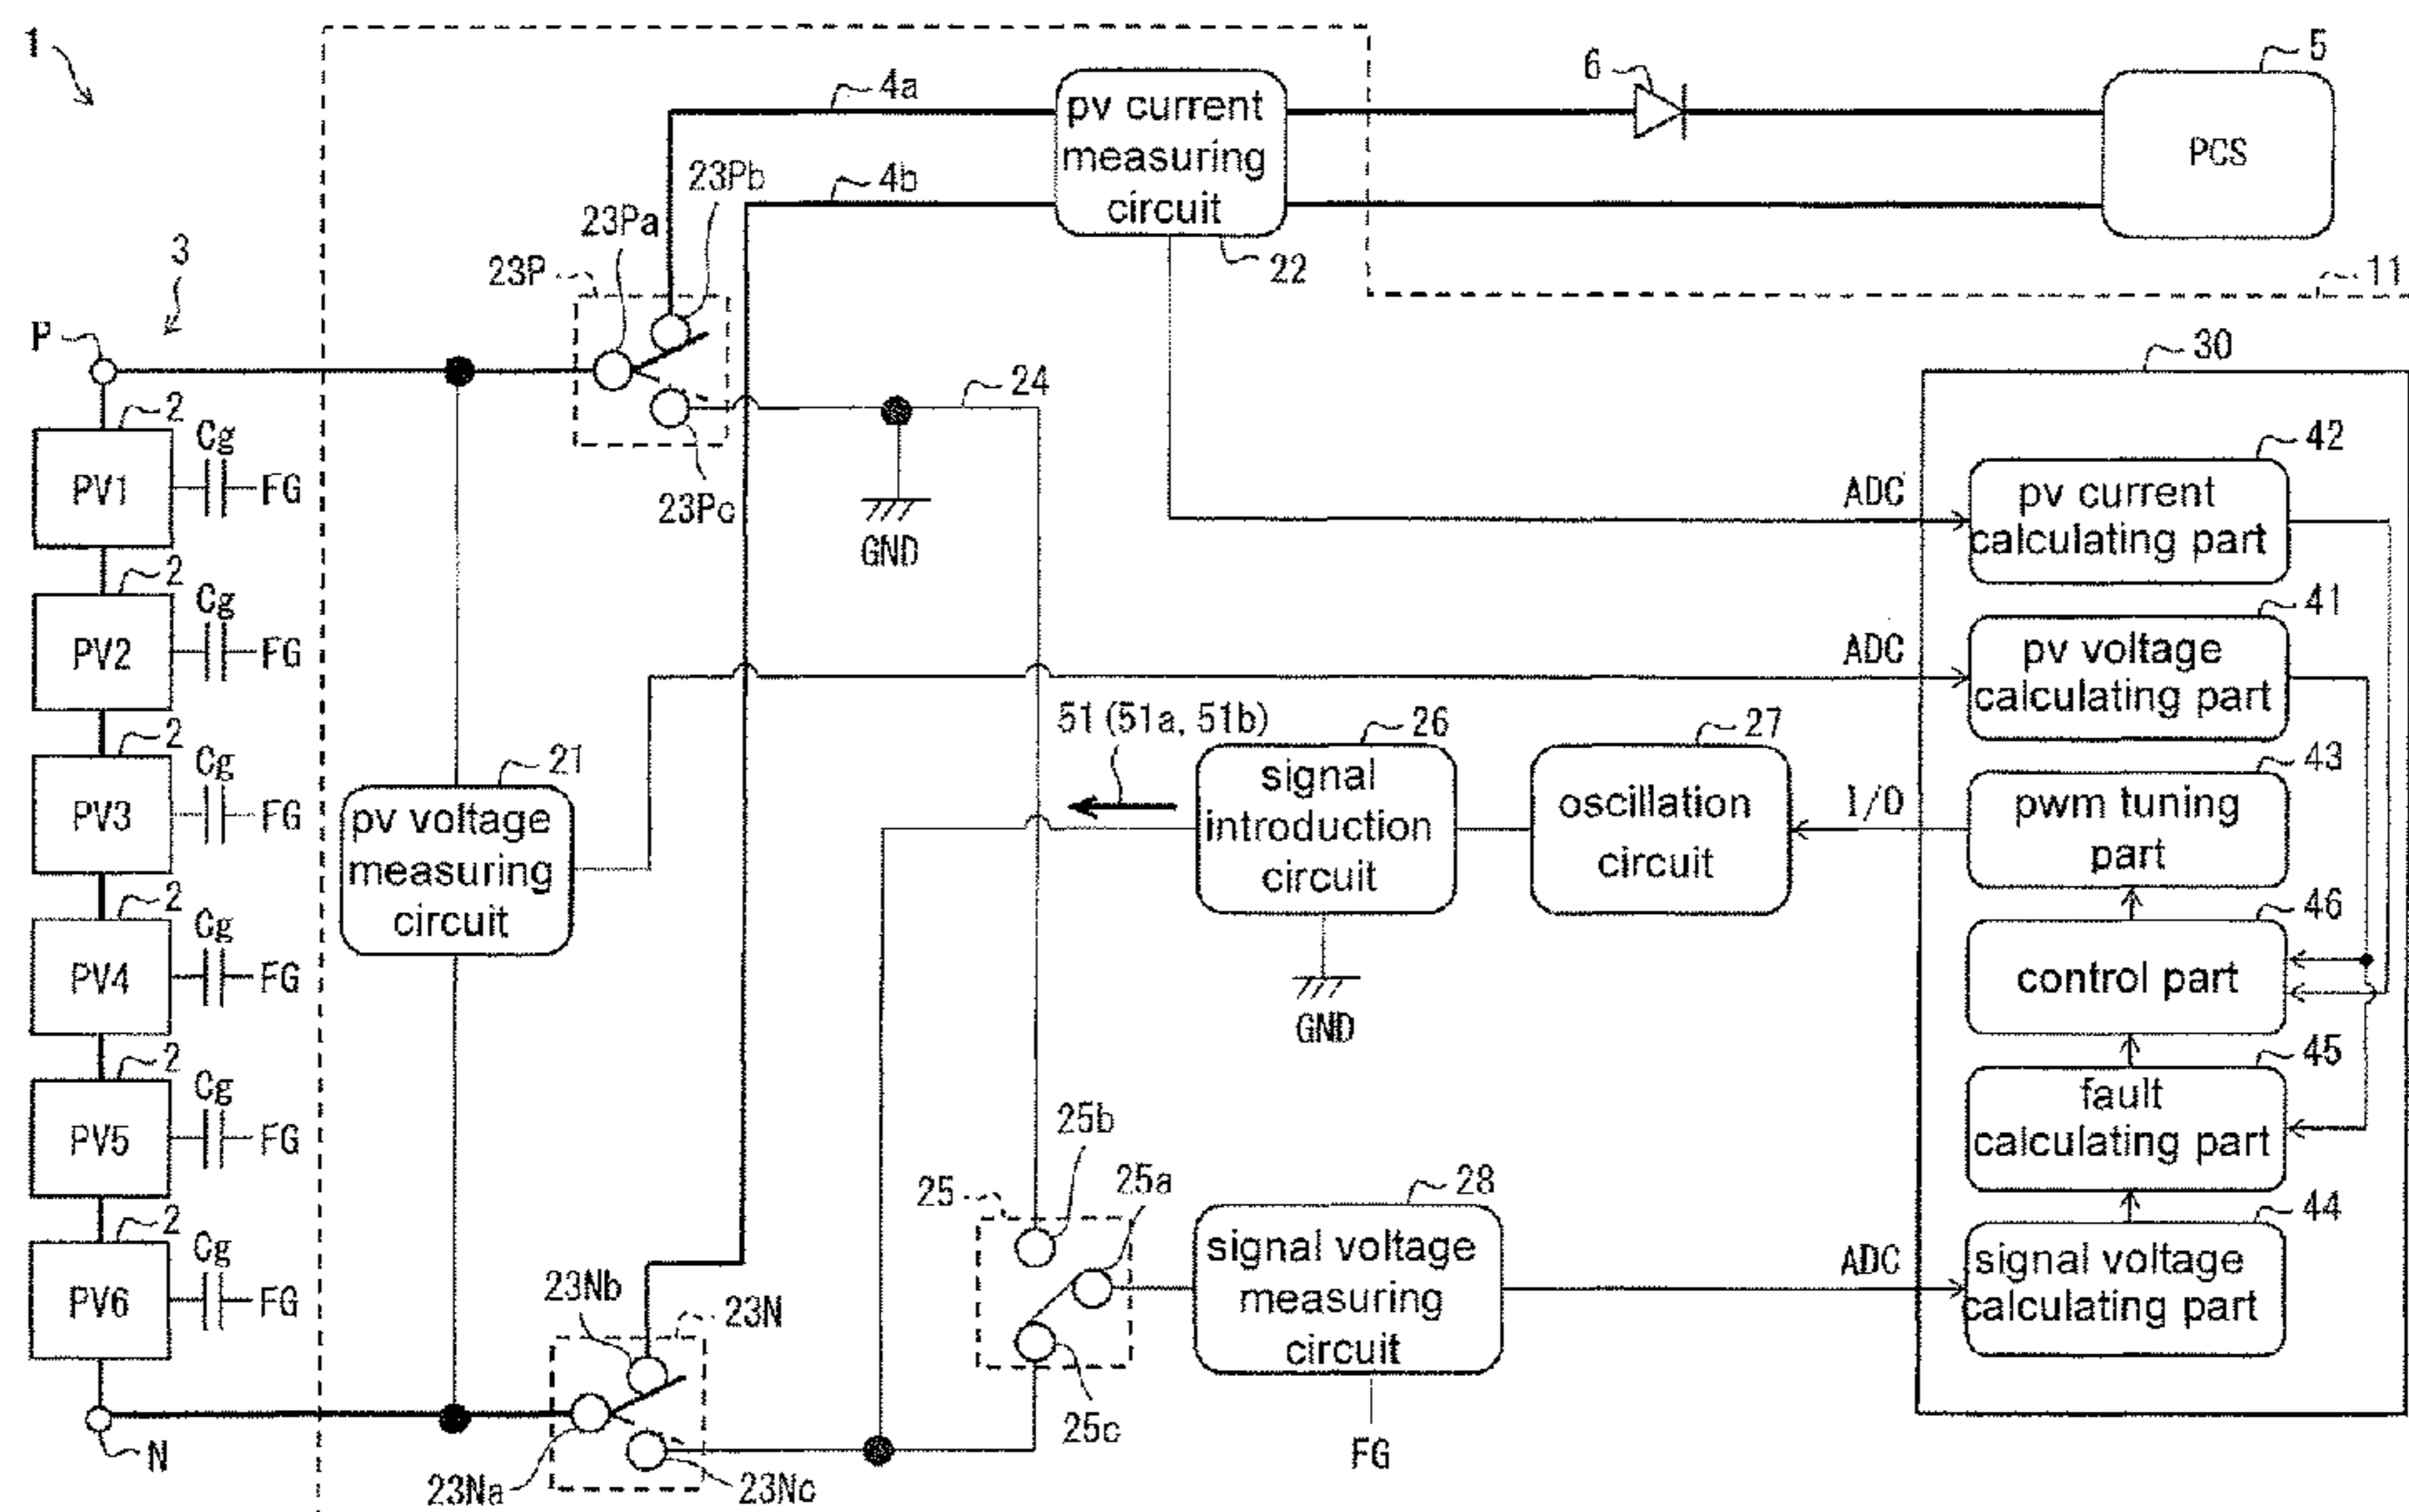 1
4a
pv current
measuring
circuit
6
5
PCS
4b
23Pb
23Pa
23P
22
11
3
P
24
30
2
PV1
Cg
FG
23Pc
GND
ADC
42
pv current
calculating part
2
PV2
Cg
FG
ADC
41
pv voltage
calculating part
2
PV3
Cg
FG
21
pv voltage
measuring
circuit
51 (51a, 51b)
26
signal
introduction
circuit
GND
27
oscillation
circuit
I/O
43
pwm tuning
part
2
PV4
Cg
FG
46
control part
2
PV5
Cg
FG
45
fault
calculating part
25b
25a
25
25c
28
signal voltage
measuring
circuit
FG
ADC
44
signal voltage
calculating part
2
PV6
Cg
FG
23Nb
23N
N
23Na
23Nc